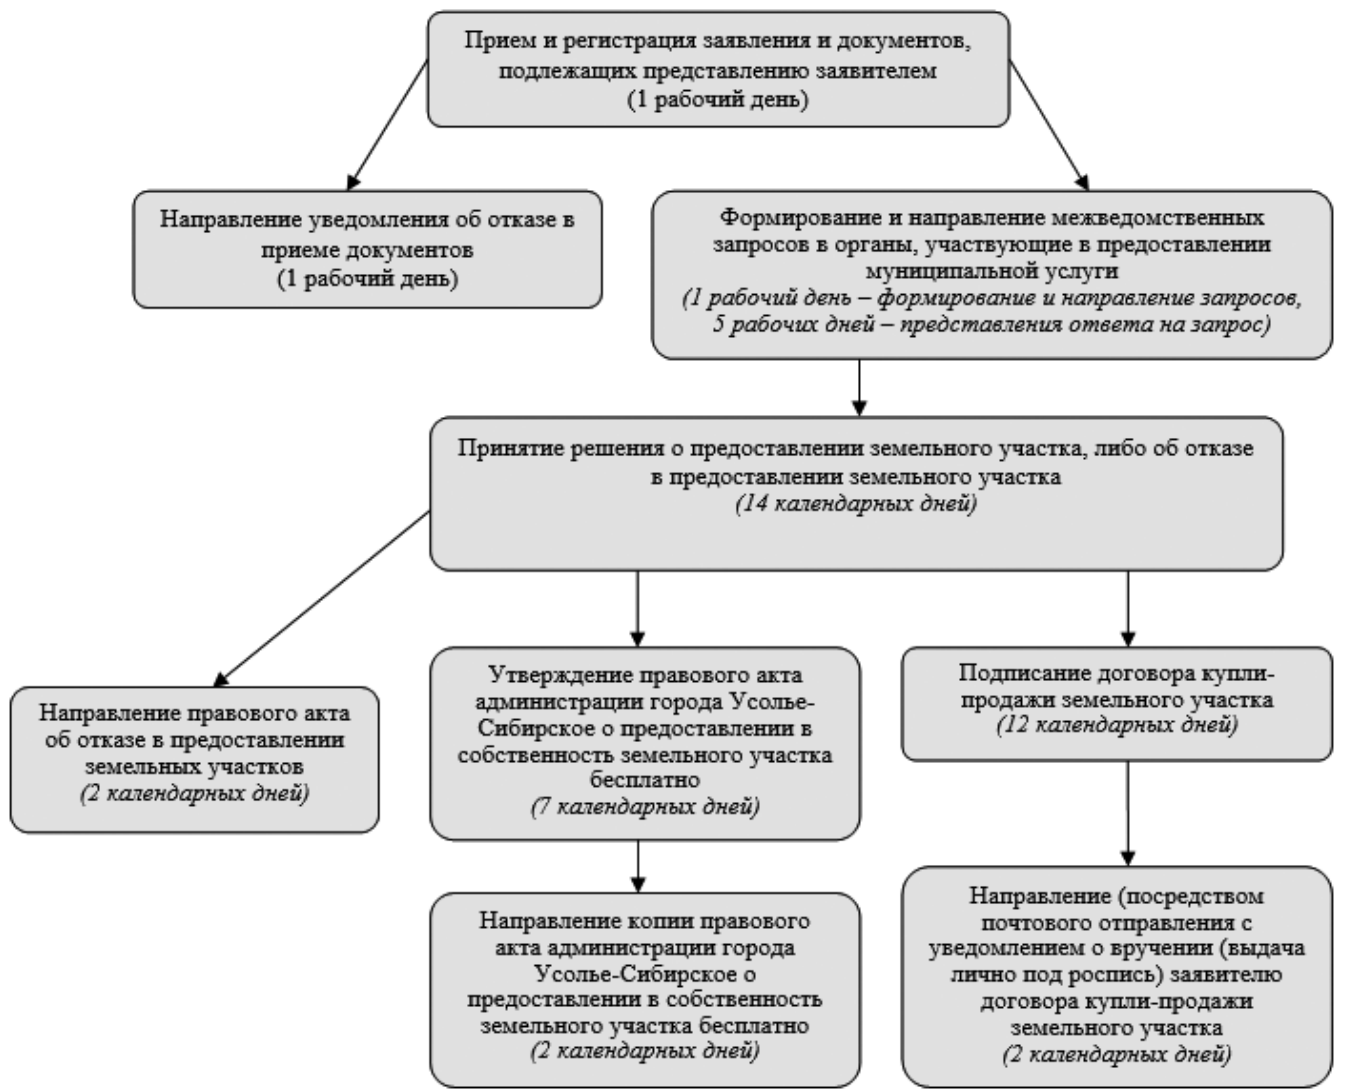 Прием и регистрация заявления и документов,
подлежащих представлению заявителем
(1 рабочий день)
Направление уведомления об отказе в
приеме документов
(1 рабочий день)
Формирование и направление межведомственных
запросов в органы, участвующие в предоставлении
муниципальной услуги
(1 рабочий день – формирование и направление запросов,
5 рабочих дней – представления ответа на запрос)
Принятие решения о предоставлении земельного участка, либо об отказе
в предоставлении земельного участка
(14 календарных дней)
Направление правового акта
об отказе в предоставлении
земельных участков
(2 календарных дней)
Утверждение правового акта
администрации города Усолье-
Сибирское о предоставлении в
собственность земельного участка
бесплатно
(7 календарных дней)
Подписание договора купли-
продажи земельного участка
(12 календарных дней)
Направление копии правового
акта администрации города
Усолье-Сибирское о
предоставлении в собственность
земельного участка бесплатно
(2 календарных дней)
Направление (посредством
почтового отправления с
уведомлением о вручении (выдача
лично под роспись) заявителю
договора купли-продажи
земельного участка
(2 календарных дней)